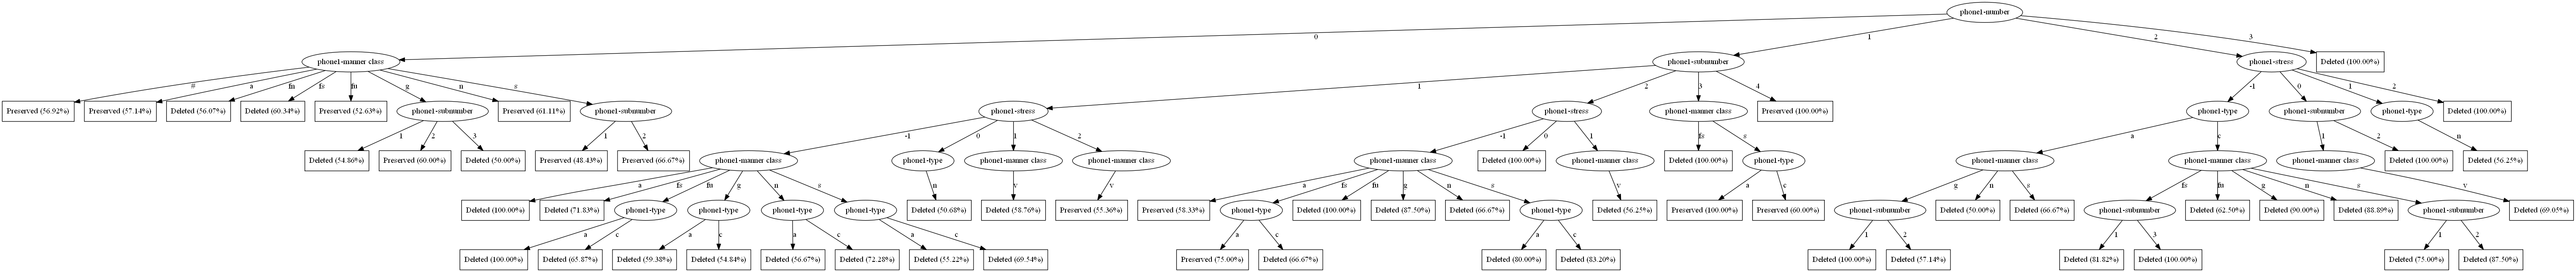 phone1-number
0
1
2
3
phone1-manner class
phone1-subnumber
phone1-stress
Deleted (100.00%)
#
a
fn
fs
fu
g
n
s
1
2
3
4
-1
0
1
2
Preserved (56.92%)
Preserved (57.14%)
Deleted (56.07%)
Deleted (60.34%)
Preserved (52.63%)
phone1-subnumber
Preserved (61.11%)
phone1-subnumber
phone1-stress
phone1-stress
phone1-manner class
Preserved (100.00%)
phone1-type
phone1-subnumber
phone1-type
Deleted (100.00%)
1
2
3
1
2
-1
0
1
2
-1
0
1
fs
s
a
c
1
2
n
Deleted (54.86%)
Preserved (60.00%)
Deleted (50.00%)
Preserved (48.43%)
Preserved (66.67%)
phone1-manner class
phone1-type
phone1-manner class
phone1-manner class
phone1-manner class
Deleted (100.00%)
phone1-manner class
Deleted (100.00%)
phone1-type
phone1-manner class
phone1-manner class
phone1-manner class
Deleted (100.00%)
Deleted (56.25%)
a
fs
fu
g
n
s
n
v
v
a
fs
fu
g
n
s
v
a
c
g
n
s
fs
fu
g
n
s
v
Deleted (100.00%)
Deleted (71.83%)
phone1-type
phone1-type
phone1-type
phone1-type
Deleted (50.68%)
Deleted (58.76%)
Preserved (55.36%)
Preserved (58.33%)
phone1-type
Deleted (100.00%)
Deleted (87.50%)
Deleted (66.67%)
phone1-type
Deleted (56.25%)
Preserved (100.00%)
Preserved (60.00%)
phone1-subnumber
Deleted (50.00%)
Deleted (66.67%)
phone1-subnumber
Deleted (62.50%)
Deleted (90.00%)
Deleted (88.89%)
phone1-subnumber
Deleted (69.05%)
a
c
a
c
a
c
a
c
a
c
a
c
1
2
1
3
1
2
Deleted (100.00%)
Deleted (65.87%)
Deleted (59.38%)
Deleted (54.84%)
Deleted (56.67%)
Deleted (72.28%)
Deleted (55.22%)
Deleted (69.54%)
Preserved (75.00%)
Deleted (66.67%)
Deleted (80.00%)
Deleted (83.20%)
Deleted (100.00%)
Deleted (57.14%)
Deleted (81.82%)
Deleted (100.00%)
Deleted (75.00%)
Deleted (87.50%)